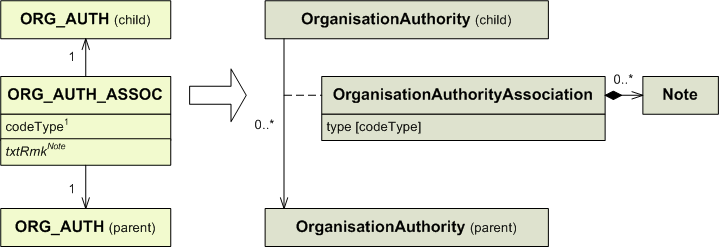 ORG_AUTH (child)
1
ORG_AUTH_ASSOC
codeType1
txtRmkNote
1
ORG_AUTH (parent)
OrganisationAuthority (child)
OrganisationAuthorityAssociation
type [codeType]
0..*
Note
0..*
OrganisationAuthority (parent)